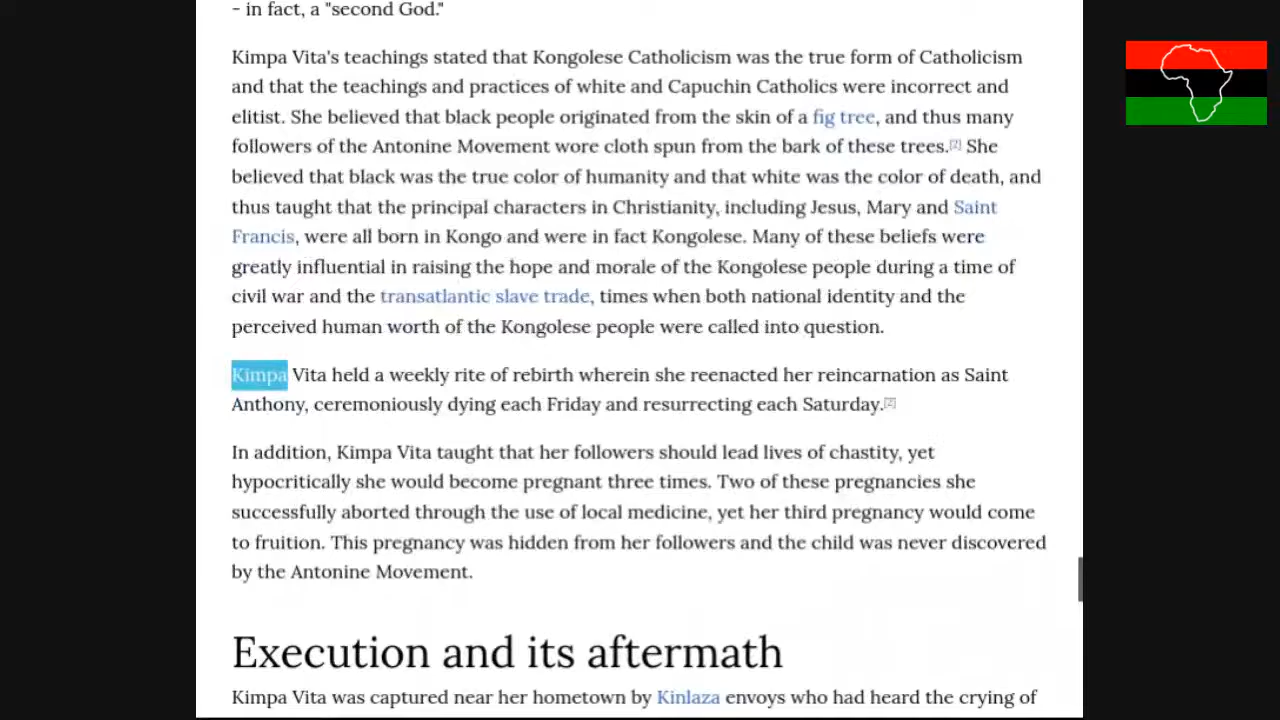 – in fact, a "second God."
Kimpa Vita's teachings stated that Kongolese Catholicism was the true form of Catholicism
and that the teachings and practices of white and Capuchin Catholics were incorrect and
elitist. She believed that black people originated from the skin of a fig tree, and thus many
followers of the Antonine Movement wore cloth spun from the bark of these trees.[2] She
believed that black was the true color of humanity and that white was the color of death, and
thus taught that the principal characters in Christianity, including Jesus, Mary and Saint
Francis, were all born in Kongo and were in fact Kongolese. Many of these beliefs were
greatly influential in raising the hope and morale of the Kongolese people during a time of
civil war and the transatlantic slave trade, times when both national identity and the
perceived human worth of the Kongolese people were called into question.
Kimpa Vita held a weekly rite of rebirth wherein she reenacted her reincarnation as Saint
Anthony, ceremoniously dying each Friday and resurrecting each Saturday.[2]
In addition, Kimpa Vita taught that her followers should lead lives of chastity, yet
hypocritically she would become pregnant three times. Two of these pregnancies she
successfully aborted through the use of local medicine, yet her third pregnancy would come
to fruition. This pregnancy was hidden from her followers and the child was never discovered
by the Antonine Movement.
Execution and its aftermath
Kimpa Vita was captured near her hometown by Kinlaza envoys who had heard the crying of